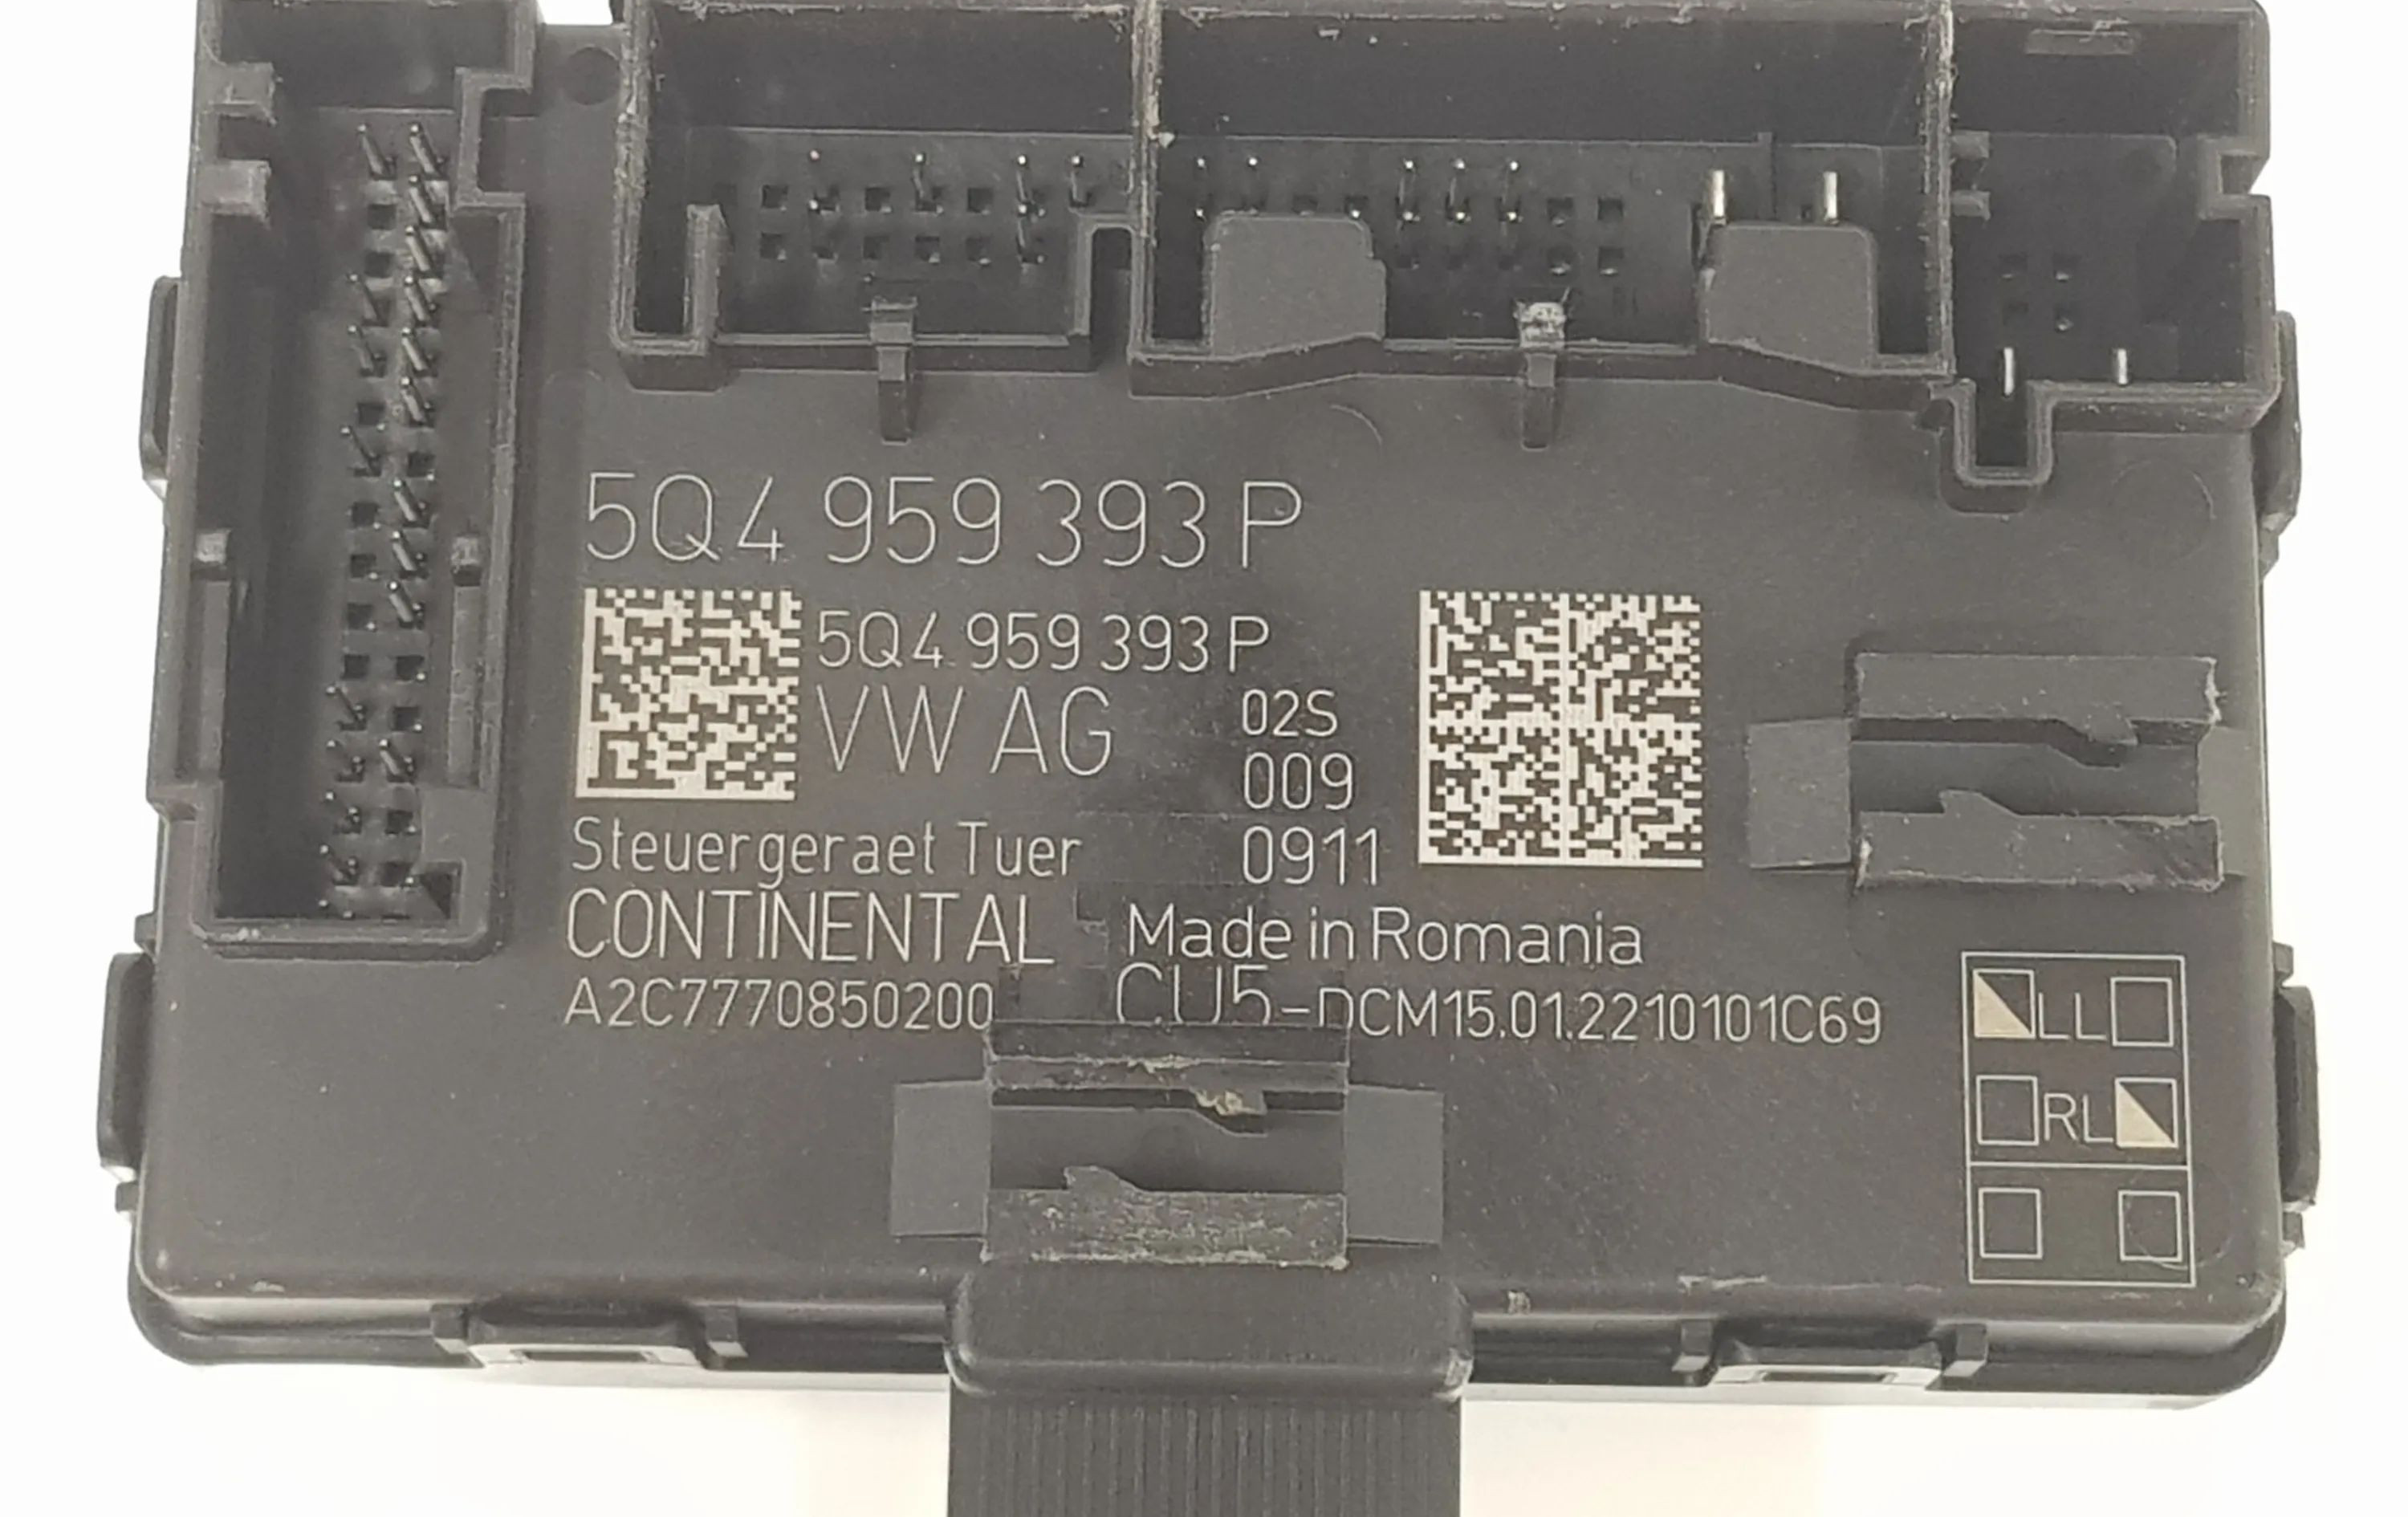 5Q4 959 393 P
5Q4 959 393 P
VW AG
02S
009
Steuergeraet Tuer
0911
CONTINENTAL
Made in Romania
A2C7770850200
CU5-DCM15.01.2210101C69
LL
RL